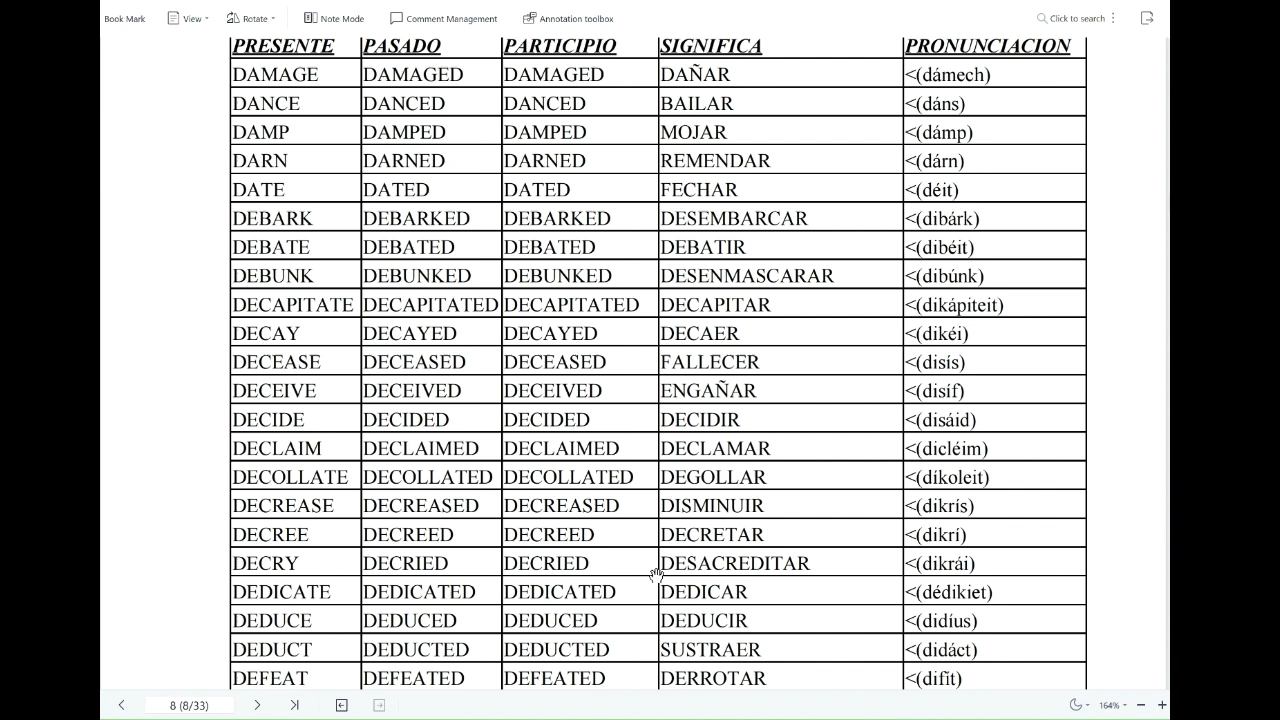 Book Mark View Rotate Note Mode Comment Management Annotation toolbox Click to search
PRESENTE PASADO PARTICIPIO SIGNIFICA PRONUNCIACION
DAMAGE DAMAGED DAMAGED DAÑAR <(dámech)
DANCE DANCED DANCED BAILAR <(dáns)
DAMP DAMPED DAMPED MOJAR <(dámp)
DARN DARNED DARNED REMENDAR <(dárn)
DATE DATED DATED FECHAR <(déit)
DEBARK DEBARKED DEBARKED DESEMBARCAR <(dibárk)
DEBATE DEBATED DEBATED DEBATIR <(dibéit)
DEBUNK DEBUNKED DEBUNKED DESENMASCARAR <(dibúnk)
DECAPITATE DECAPITATED DECAPITATED DECAPITAR <(dikápiteit)
DECAY DECAYED DECAYED DECAER <(dikéi)
DECEASE DECEASED DECEASED FALLECER <(disís)
DECEIVE DECEIVED DECEIVED ENGAÑAR <(disíf)
DECIDE DECIDED DECIDED DECIDIR <(disáid)
DECLAIM DECLAIMED DECLAIMED DECLAMAR <(dicléim)
DECOLLATE DECOLLATED DECOLLATED DEGOLLAR <(díkoleit)
DECREASE DECREASED DECREASED DISMINUIR <(dikrís)
DECREE DECREED DECREED DECRETAR <(dikrí)
DECRY DECRIED DECRIED DESACREDITAR <(dikrái)
DEDICATE DEDICATED DEDICATED DEDICAR <(dédikiet)
DEDUCE DEDUCED DEDUCED DEDUCIR <(didíus)
DEDUCT DEDUCTED DEDUCTED SUSTRAER <(didáct)
DEFEAT DEFEATED DEFEATED DERROTAR <(difít)
8 (8/33) 164%